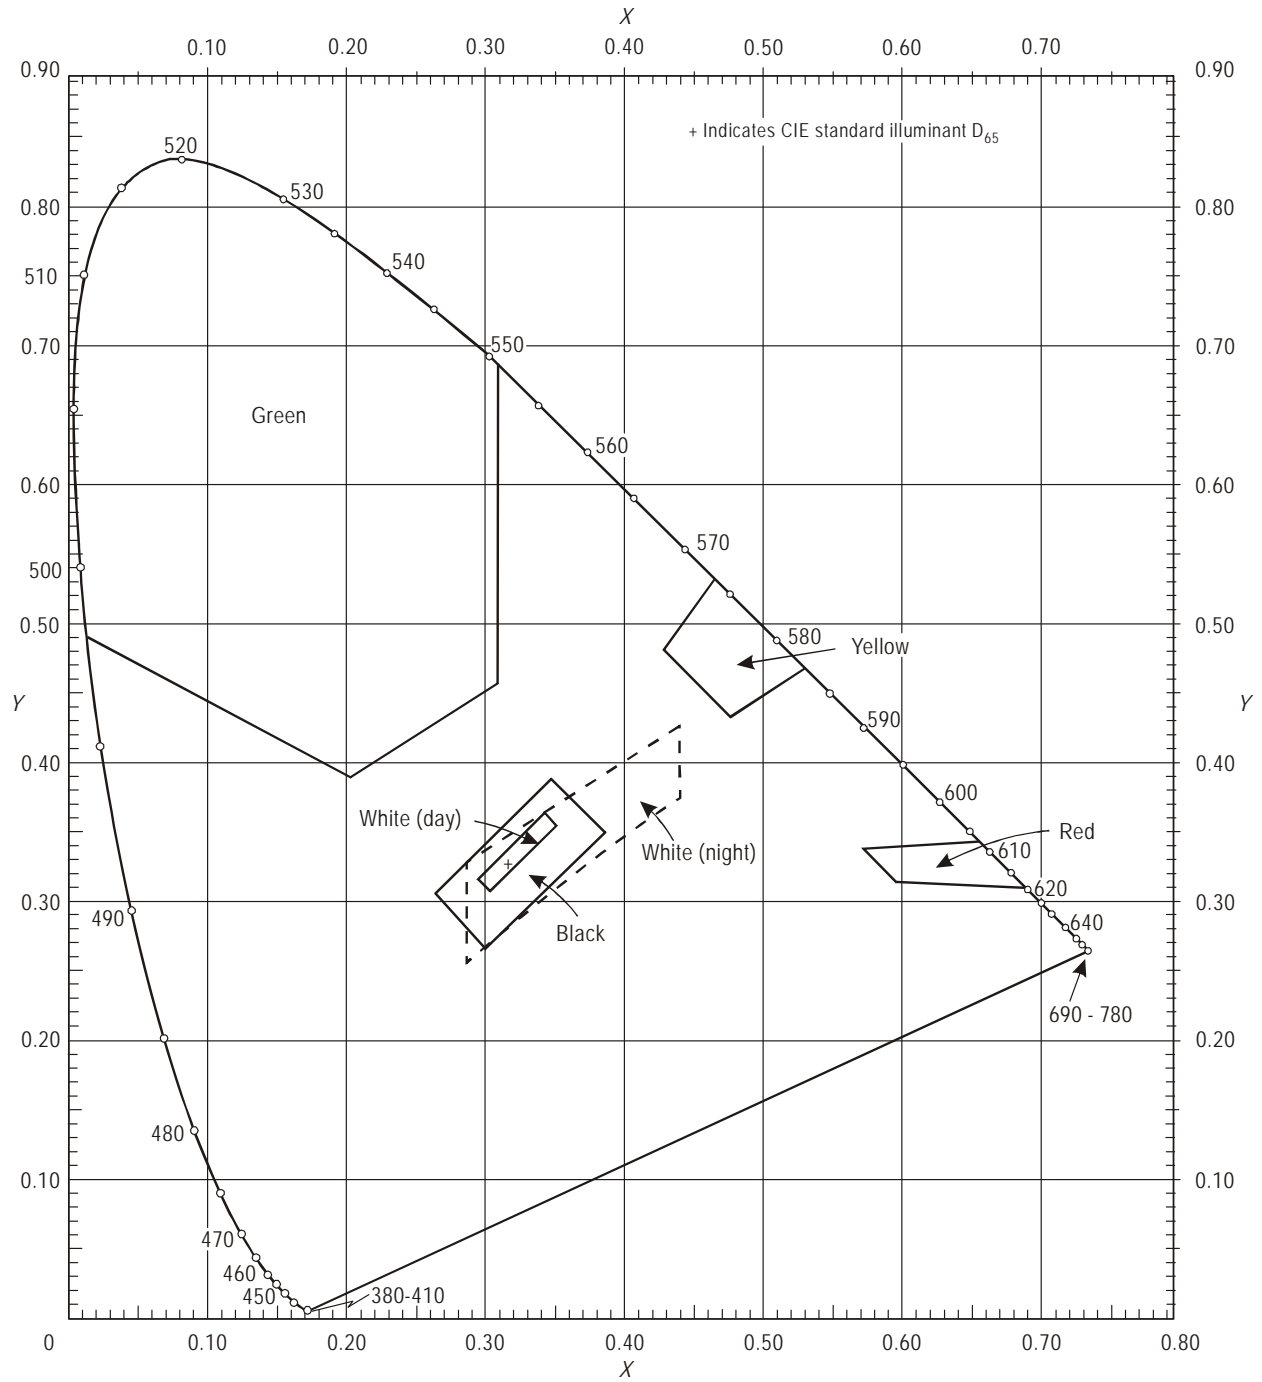 X
0.10 0.20 0.30 0.40 0.50 0.60 0.70
0.90 0.90
+ Indicates CIE standard illuminant D65
520
530
0.80 0.80
540
510
550
0.70 0.70
Green
560
0.60 0.60
570
500
0.50 0.50
580
Yellow
Y Y
590
0.40 0.40
600
White (day)
Red
White (night)
610
620
0.30 0.30
490
640
Black
690 - 780
0.20 0.20
480
0.10 0.10
470
460
450
380-410
0 0.10 0.20 0.30 0.40 0.50 0.60 0.70 0.80
X